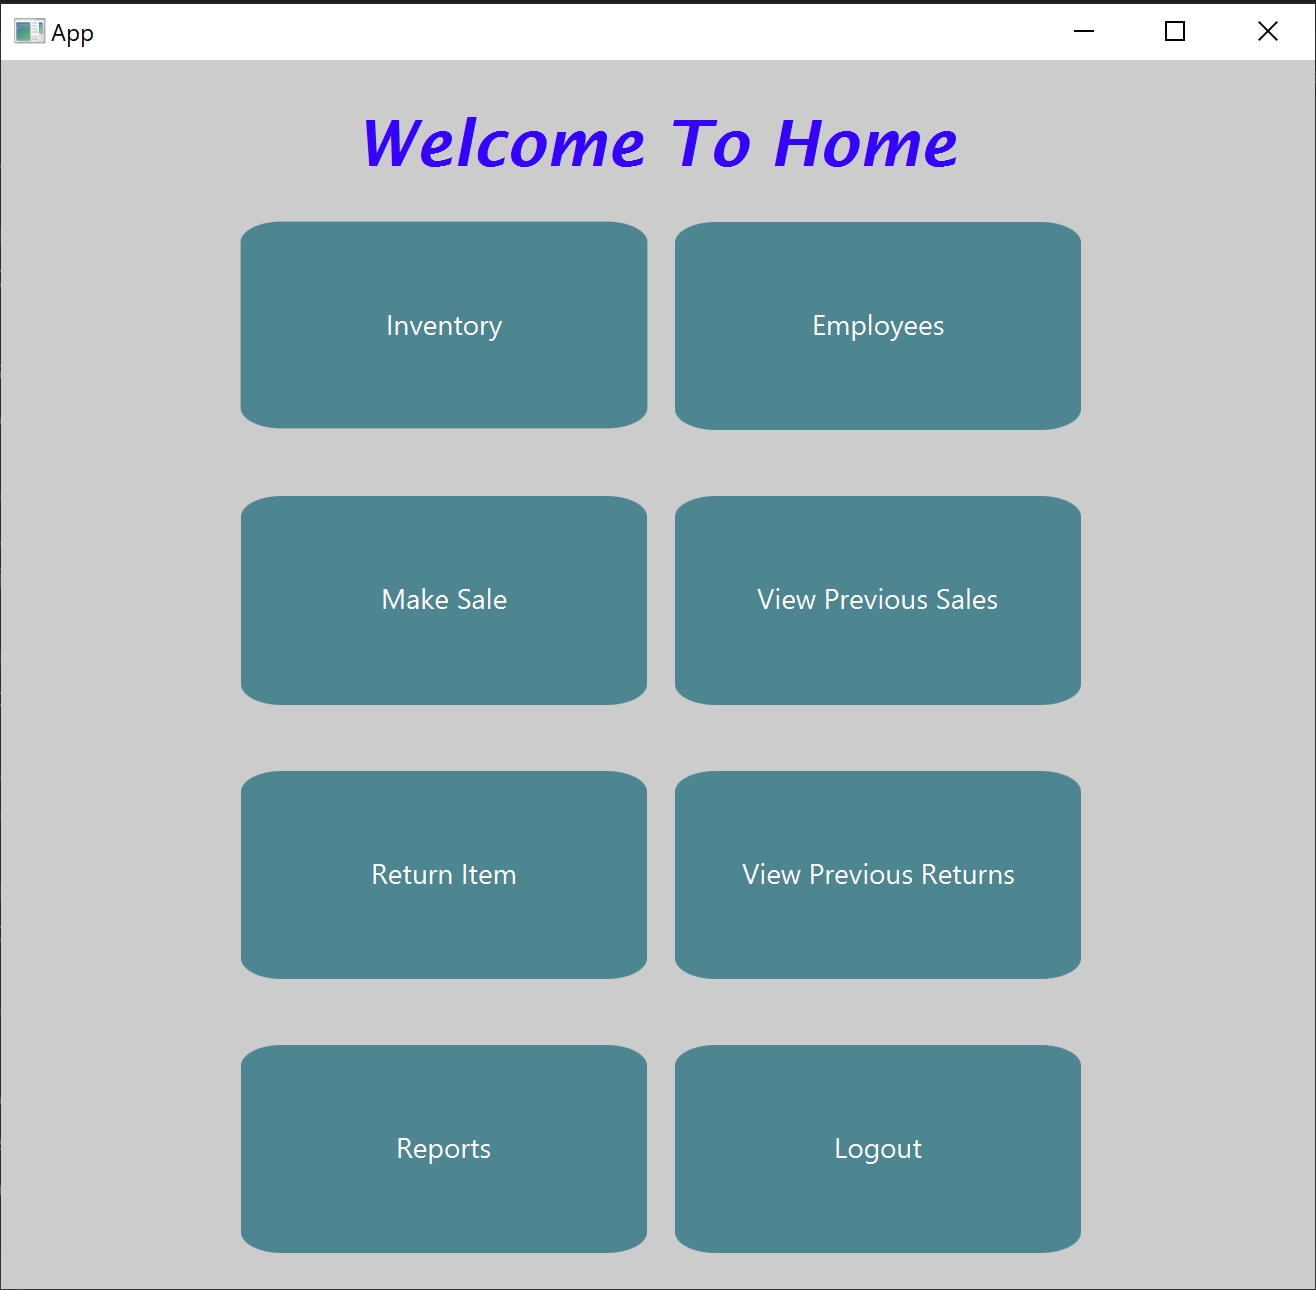 App
Welcome To Home
Inventory
Employees
Make Sale
View Previous Sales
Return Item
View Previous Returns
Reports
Logout